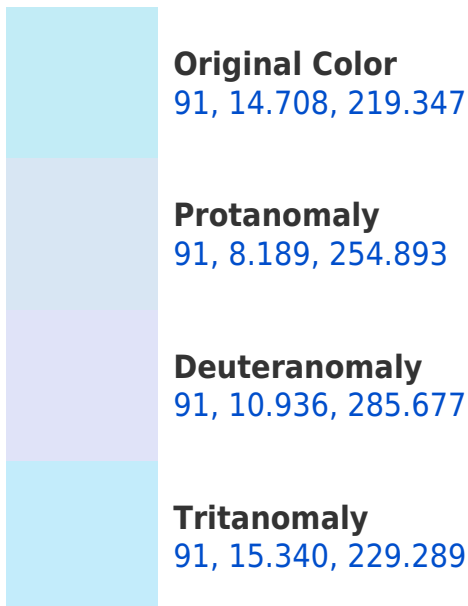 Original Color
91, 14.708, 219.347
Protanomaly
91, 8.189, 254.893
Deuteranomaly
91, 10.936, 285.677
Tritanomaly
91, 15.340, 229.289